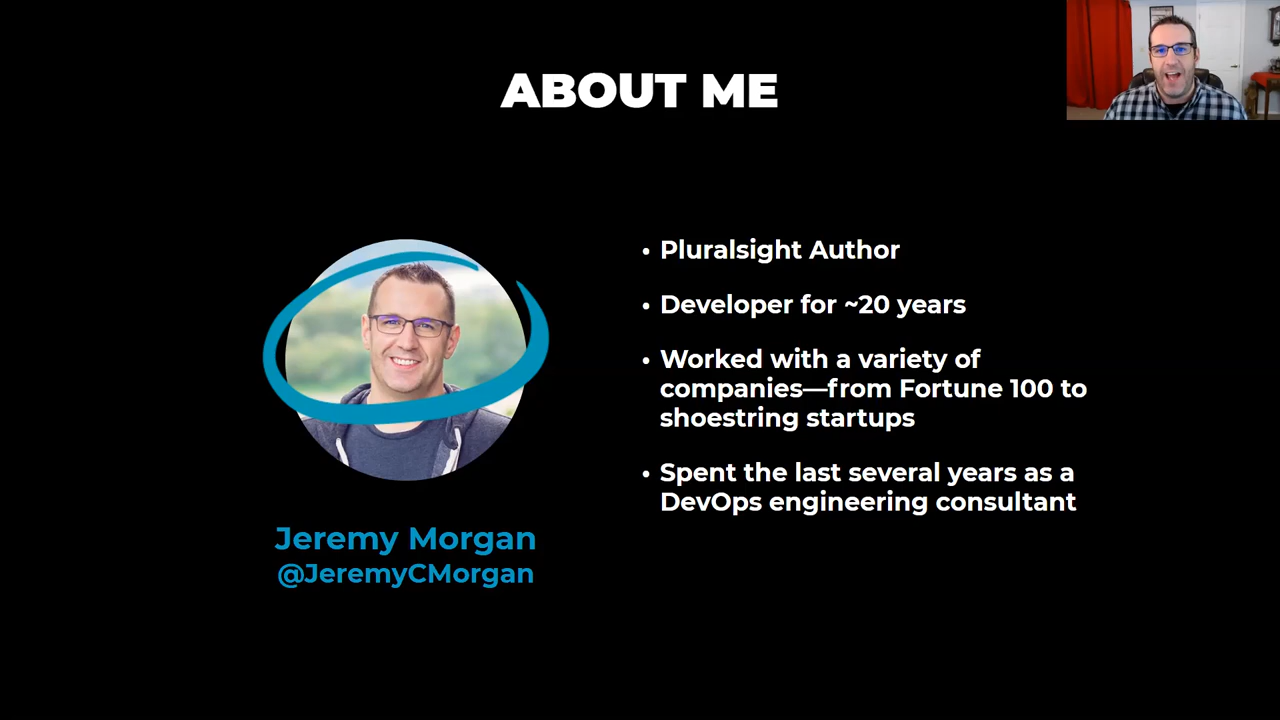 ABOUT ME
• Pluralsight Author
• Developer for ~20 years
• Worked with a variety of
companies—from Fortune 100 to
shoestring startups
• Spent the last several years as a
DevOps engineering consultant
Jeremy Morgan
@JeremyCMorgan